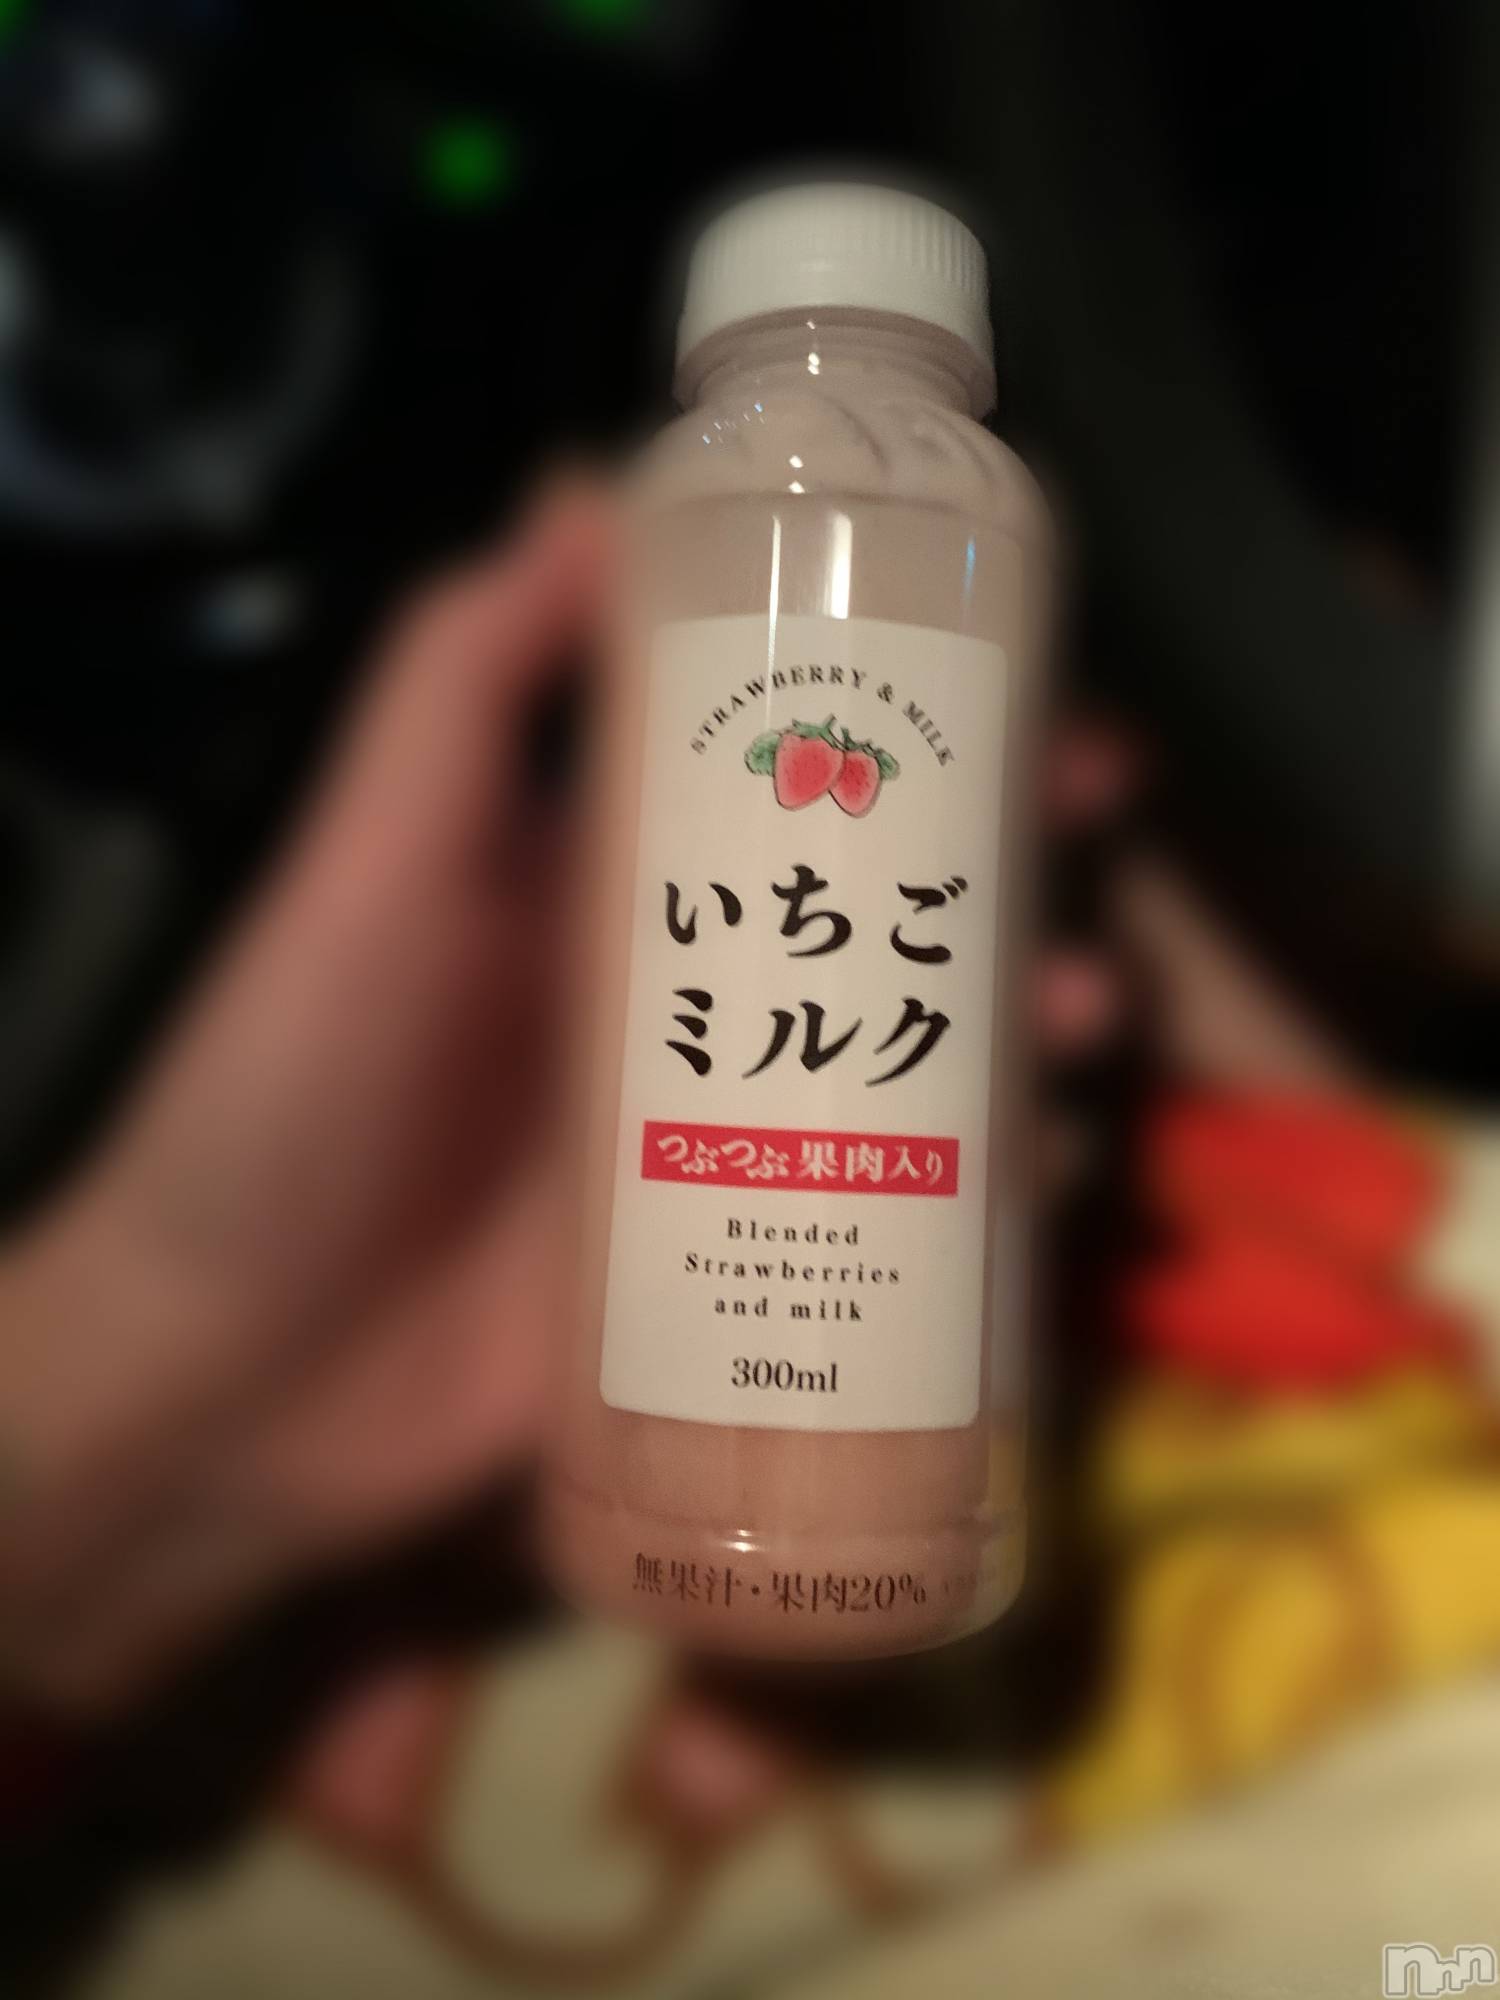 STRAWBERRY & MILK
いちご
ミルク
つぶつぶ果肉入り
Blended
Strawberries
and milk
300ml
無果汁・果肉20%
nnn